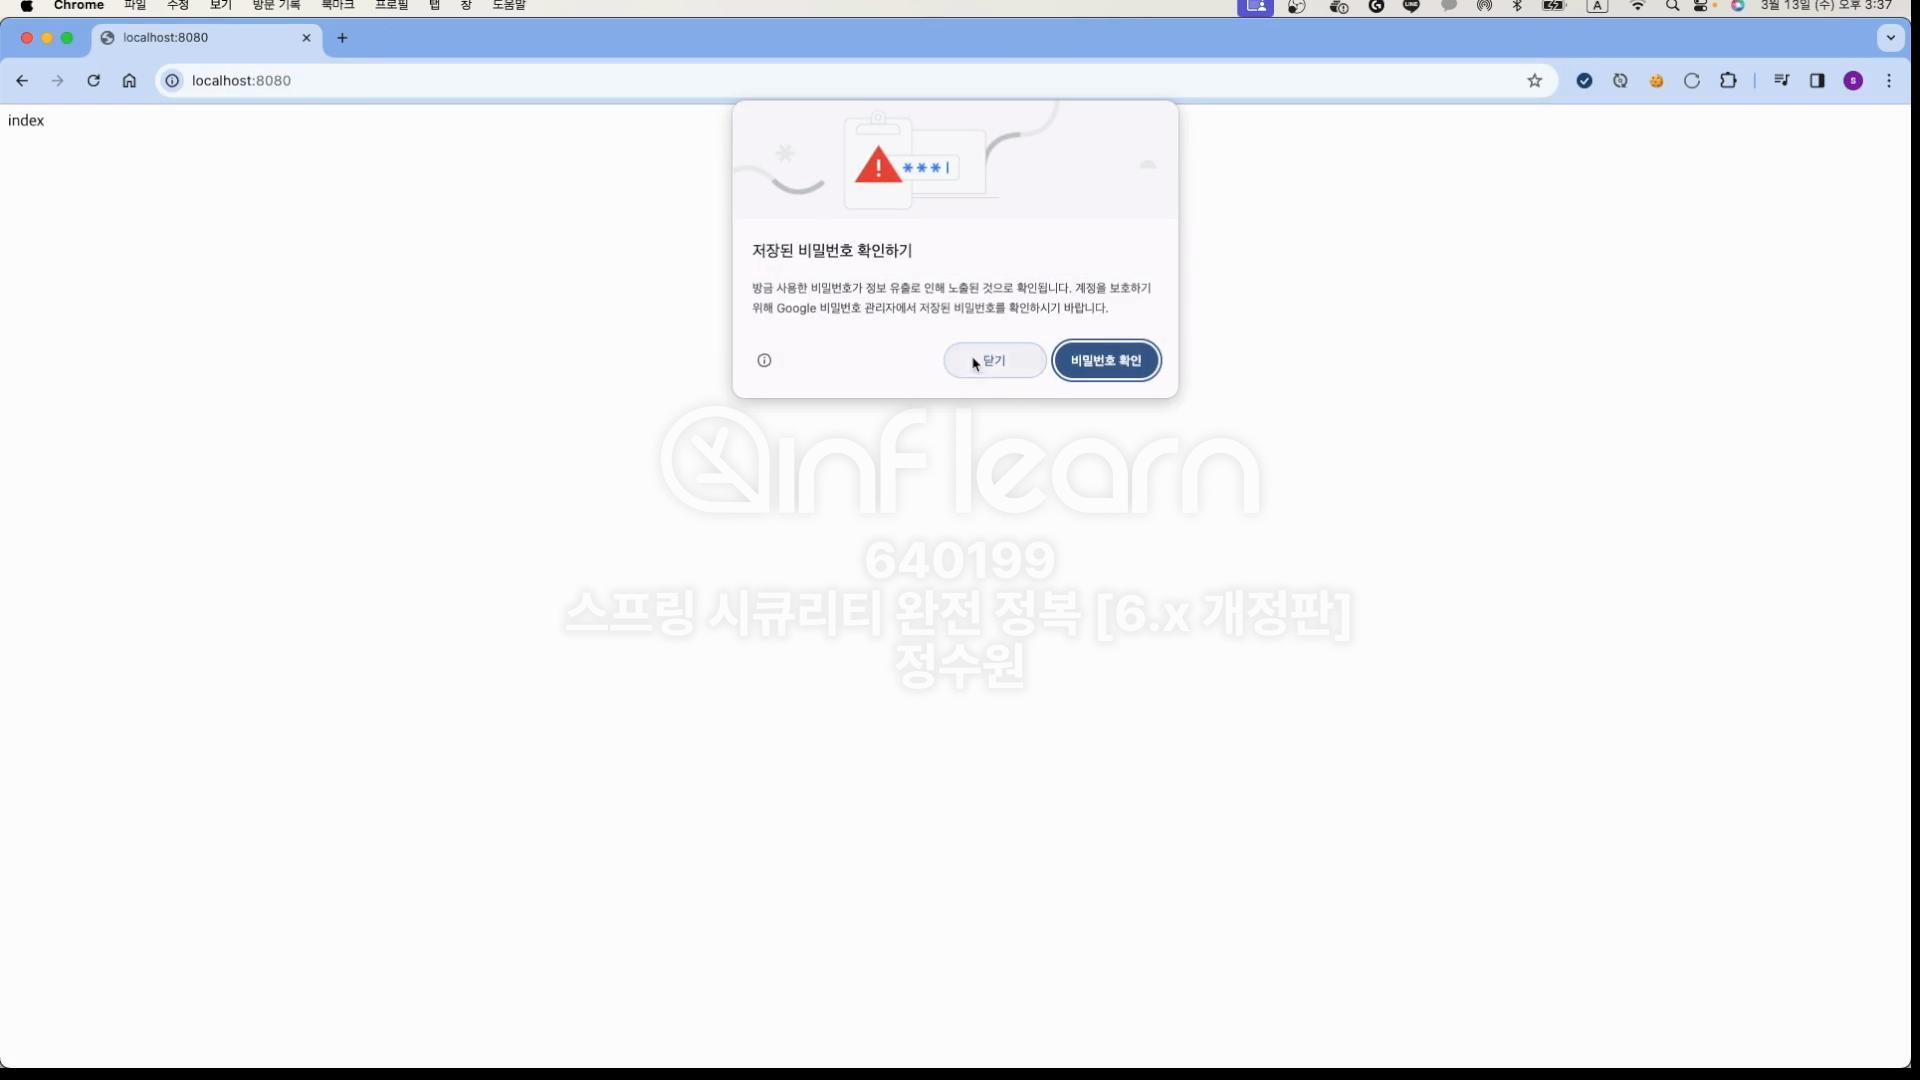 Chrome 파일 수정 보기 방문 기록 북마크 프로필 탭 창 도움말 LINE A 3월 13일 (수) 오후 3:37
localhost:8080
localhost:8080 s
index
***
저장된 비밀번호 확인하기
방금 사용한 비밀번호가 정보 유출로 인해 노출된 것으로 확인됩니다. 계정을 보호하기
위해 Google 비밀번호 관리자에서 저장된 비밀번호를 확인하시기 바랍니다.
닫기 비밀번호 확인
inflearn
640199
스프링 시큐리티 완전 정복 [6.x 개정판]
정수원